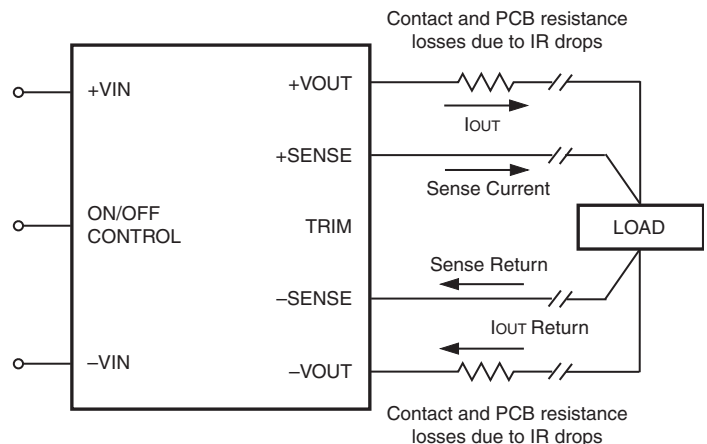 Contact and PCB resistance
losses due to IR drops
+VOUT
+VIN
IOUT
+SENSE
Sense Current
ON/OFF
CONTROL
TRIM
LOAD
Sense Return
–SENSE
IOUT Return
–VIN
–VOUT
Contact and PCB resistance
losses due to IR drops